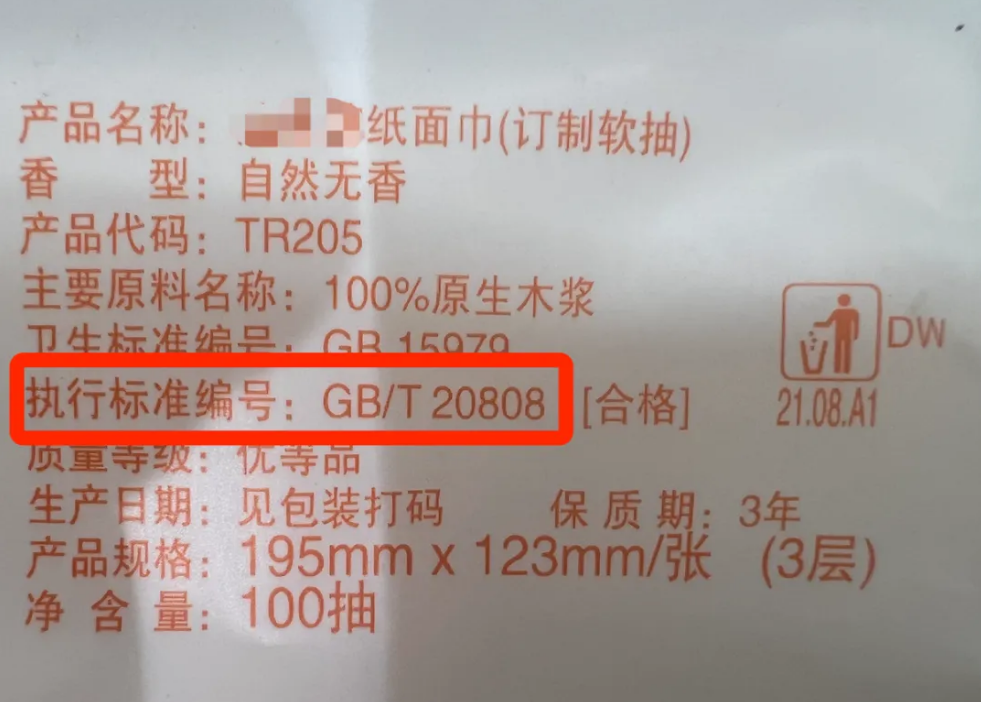 产品名称： 纸面巾(订制软抽)
香 型：自然无香
产品代码：TR205
主要原料名称：100%原生木浆
卫生标准编号：GB 15979
执行标准编号：GB/T 20808 [合格]
DW
21.08.A1
质量等级：优等品
生产日期：见包装打码 保质期：3年
产品规格：195mm x 123mm/张 (3层)
净含量：100抽